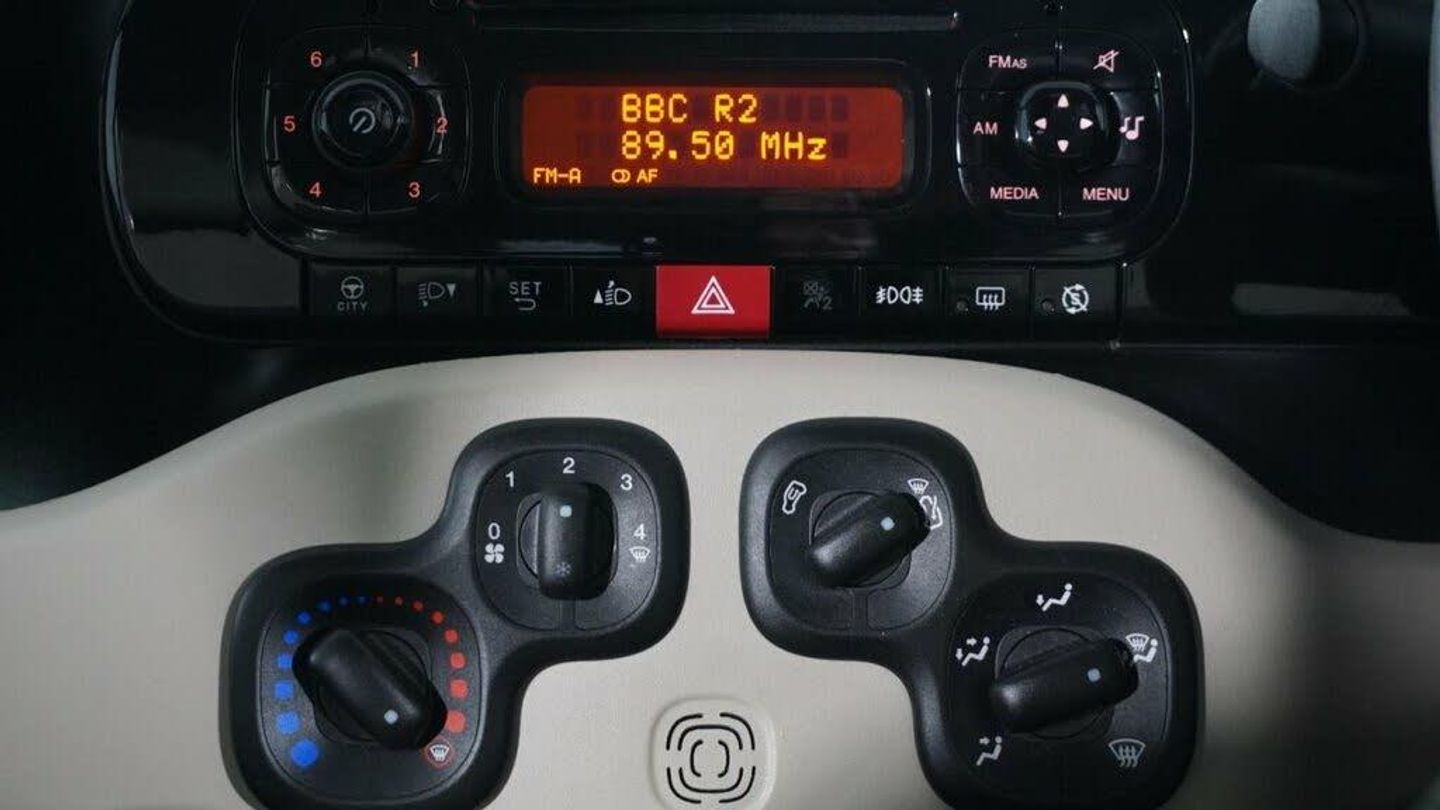 6 1
5 2
4 3
BBC R2
89.50 MHz
FM-A AF
FMAS
AM
MEDIA MENU
CITY
SET
2
1 2 3
0 4